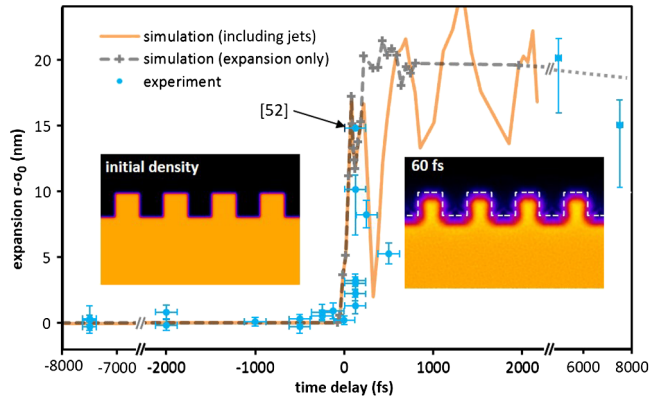 simulation (including jets)
simulation (expansion only)
experiment
[52]
initial density
60 fs
expansion σ-σ0 (nm)
20
15
10
5
0
-8000 -7000 -2000 -1000 0 1000 2000 6000 8000
time delay (fs)